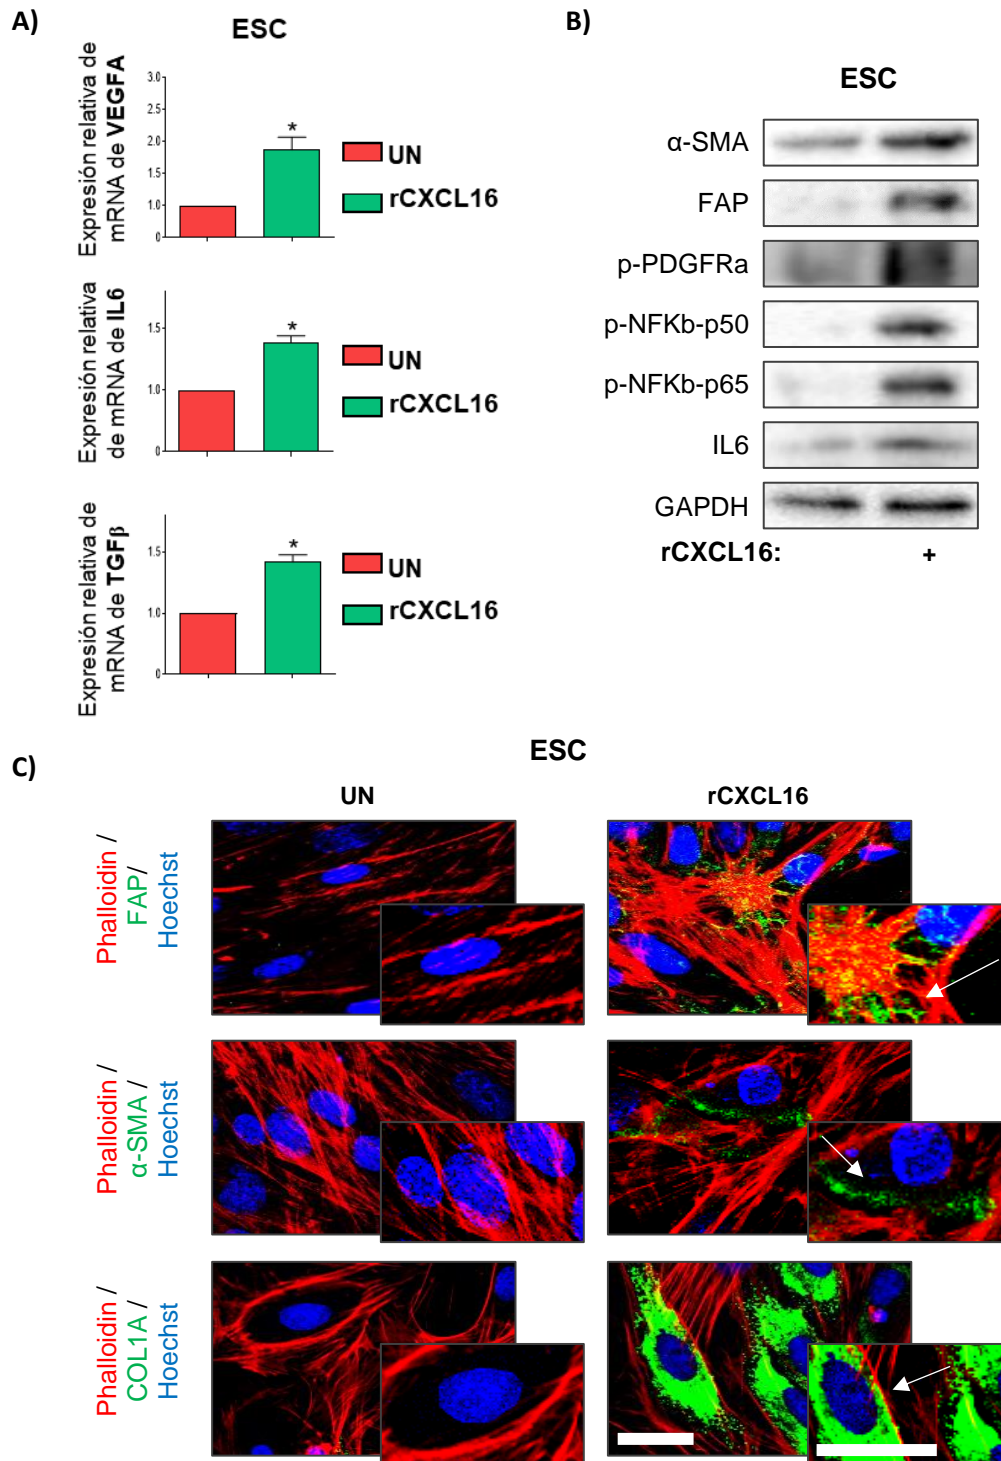 A)
ESC
Expresión relativa de
mRNA de VEGFA
3.0
2.0
1.5
1.0
0
*
UN
rCXCL16
Expresión relativa
de mRNA de IL6
1.5
1.0
0
*
UN
rCXCL16
Expresión relativa de
mRNA de TGFβ
1.5
1.0
0
*
UN
rCXCL16
B)
ESC
α-SMA
FAP
p-PDGFRa
p-NFKb-p50
p-NFKb-p65
IL6
GAPDH
rCXCL16:
+
C)
ESC
UN
rCXCL16
Phalloidin /
FAP/
Hoechst
Phalloidin /
α-SMA /
Hoechst
Phalloidin /
COL1A /
Hoechst